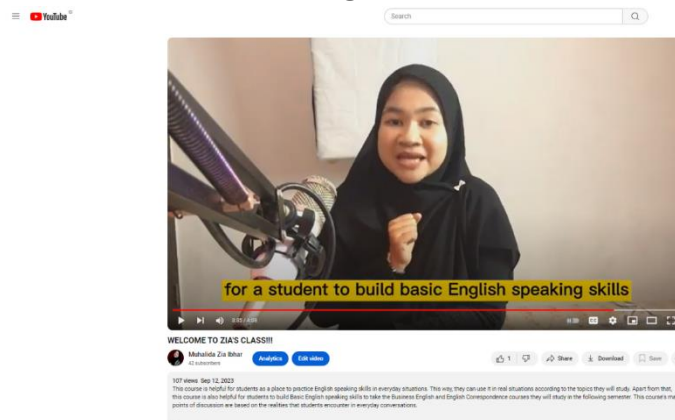 YouTube
Search
for a student to build basic English speaking skills
WELCOME TO ZIA'S CLASS!!!
Muhalida Zia Ibhar
42 subscribers
Analytics
Edit video
1
Share
Download
Save
107 views Sep 12, 2023
This course is helpful for students as a place to practice English speaking skills in everyday situations. This way, they can use it in real situations according to the topics they will study. Apart from that,
this course is also helpful for students to build Basic English speaking skills to take the Business English and English Correspondence courses they will study in the following semester. This course's
points of discussion are based on the realities that students encounter in everyday conversations.